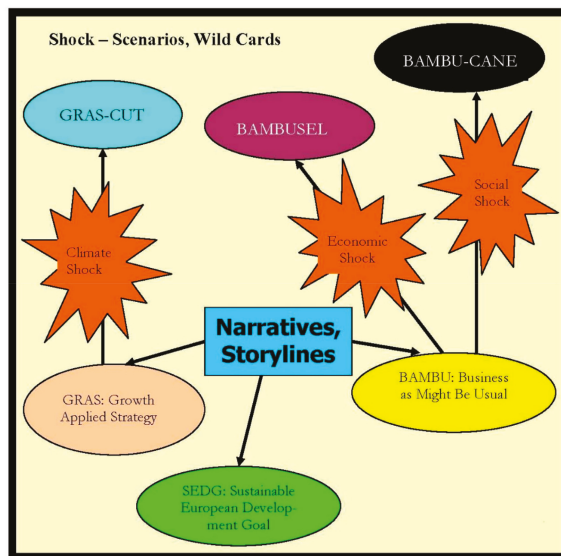 Shock – Scenarios, Wild Cards
BAMBU-CANE
GRAS-CUT
BAMBUSEL
Social
Shock
Climate
Shock
Economic
Shock
Narratives,
Storylines
GRAS: Growth
Applied Strategy
BAMBU: Business
as Might Be Usual
SEDG: Sustainable
European Develop-
ment Goal